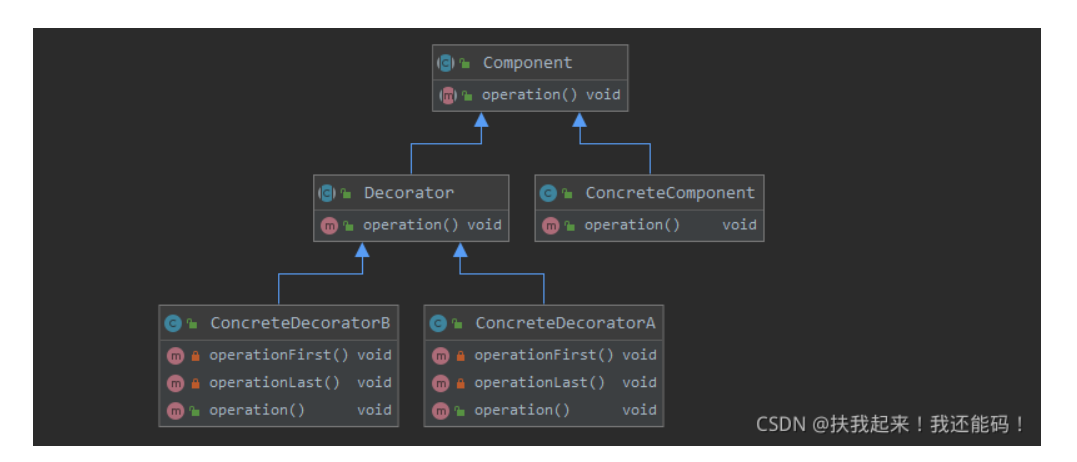 Component
operation() void
Decorator
operation() void
ConcreteComponent
operation() void
ConcreteDecoratorB
operationFirst() void
operationLast() void
operation() void
ConcreteDecoratorA
operationFirst() void
operationLast() void
operation() void
CSDN @扶我起来！我还能码！